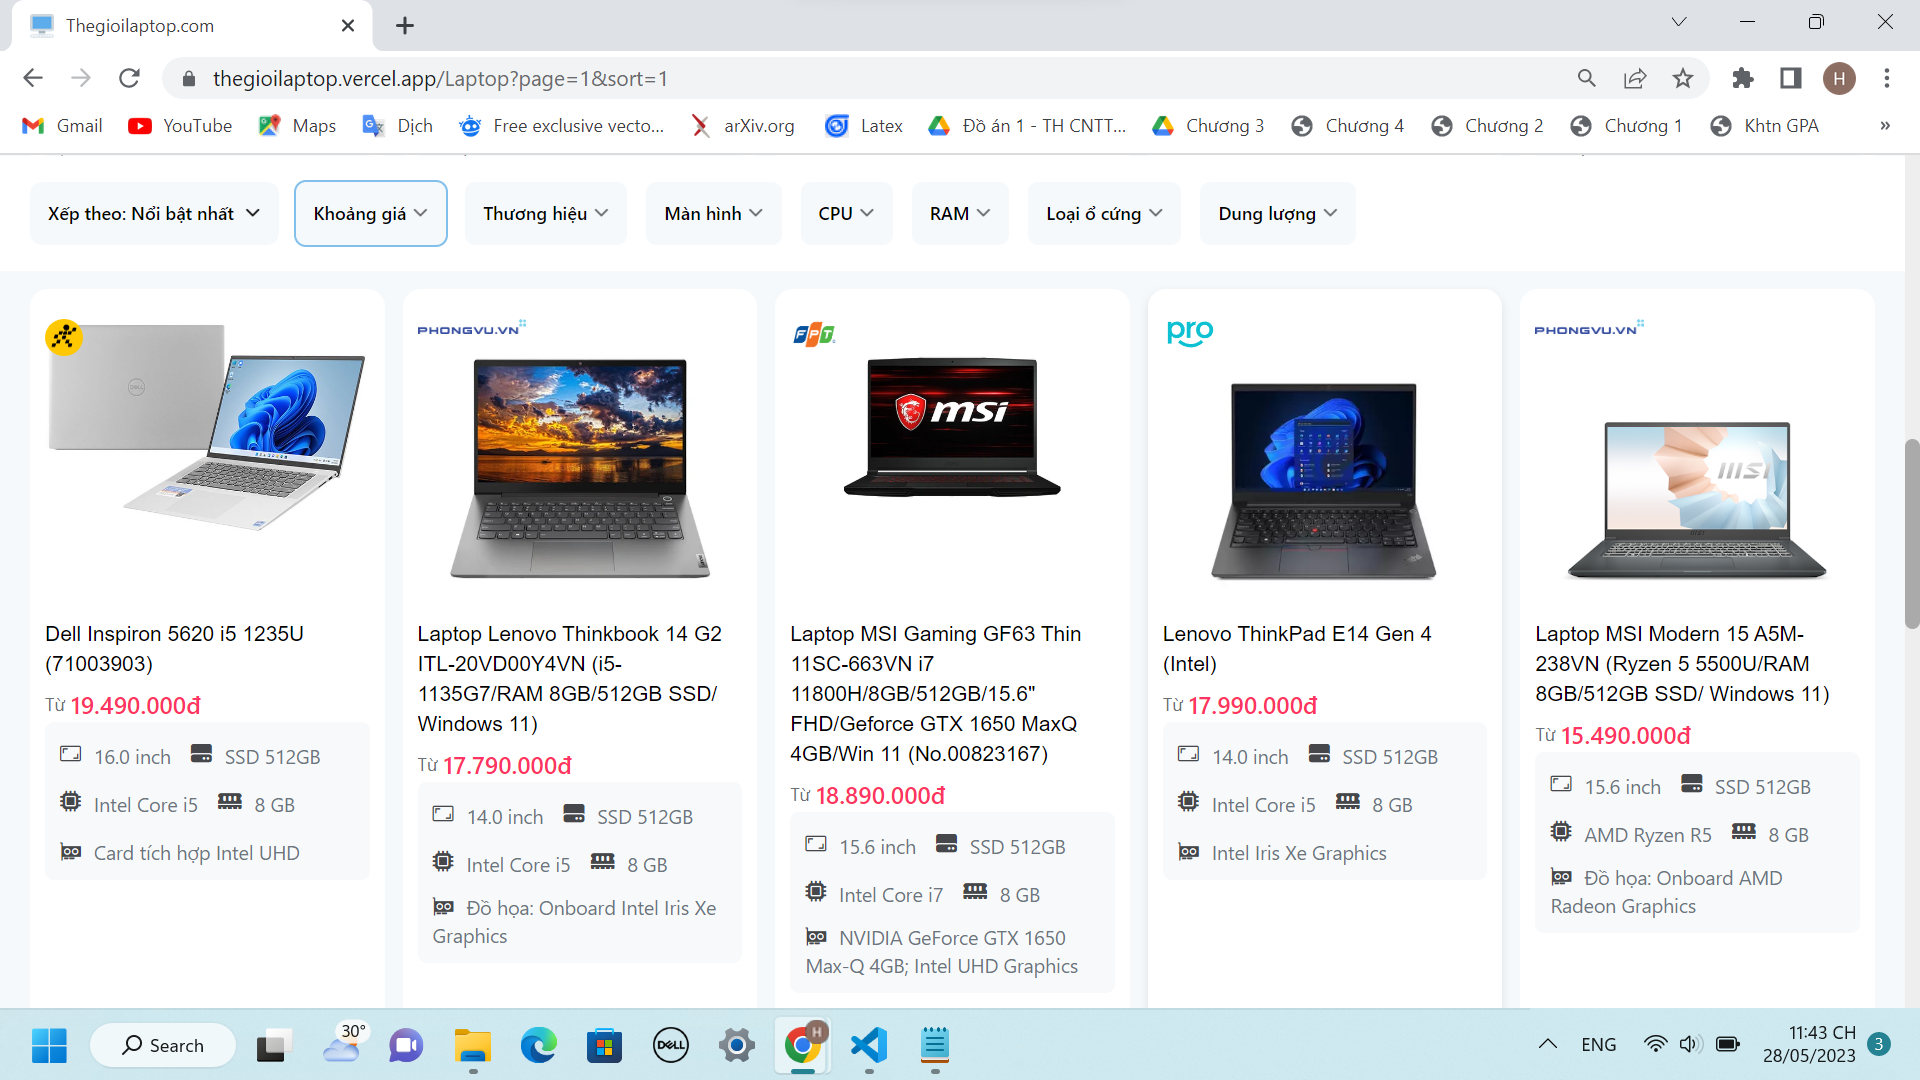 Thegioilaptop.com
thegioilaptop.vercel.app/Laptop?page=1&sort=1
H
Gmail
YouTube
Maps
Dịch
Free exclusive vecto...
arXiv.org
Latex
Đồ án 1 - TH CNTT...
Chương 3
Chương 4
Chương 2
Chương 1
Khtn GPA
»
Xếp theo: Nổi bật nhất
Khoảng giá
Thương hiệu
Màn hình
CPU
RAM
Loại ổ cứng
Dung lượng
DELL
Dell Inspiron 5620 i5 1235U
(71003903)
Từ 19.490.000đ
16.0 inch SSD 512GB
Intel Core i5 8 GB
Card tích hợp Intel UHD
PHONGVU.VN
Laptop Lenovo Thinkbook 14 G2
ITL-20VD00Y4VN (i5-
1135G7/RAM 8GB/512GB SSD/
Windows 11)
Từ 17.790.000đ
14.0 inch SSD 512GB
Intel Core i5 8 GB
Đồ họa: Onboard Intel Iris Xe
Graphics
FPT
msi
Laptop MSI Gaming GF63 Thin
11SC-663VN i7
11800H/8GB/512GB/15.6"
FHD/Geforce GTX 1650 MaxQ
4GB/Win 11 (No.00823167)
Từ 18.890.000đ
15.6 inch SSD 512GB
Intel Core i7 8 GB
NVIDIA GeForce GTX 1650
Max-Q 4GB; Intel UHD Graphics
pro
Lenovo ThinkPad E14 Gen 4
(Intel)
Từ 17.990.000đ
14.0 inch SSD 512GB
Intel Core i5 8 GB
Intel Iris Xe Graphics
PHONGVU.VN
msi
Laptop MSI Modern 15 A5M-
238VN (Ryzen 5 5500U/RAM
8GB/512GB SSD/ Windows 11)
Từ 15.490.000đ
15.6 inch SSD 512GB
AMD Ryzen R5 8 GB
Đồ họa: Onboard AMD
Radeon Graphics
Search
30°
DELL
H
ENG
11:43 CH
28/05/2023
3